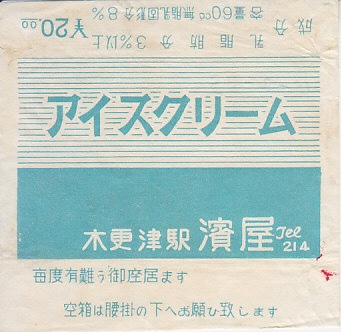 成分 乳脂肪分 3%以上
容量60cc 無脂乳固形分8%
¥20.00
アイスクリーム
木更津駅 濱屋 Tel 214
毎度有難う御座居ます
空箱は腰掛の下へお願ひ致します